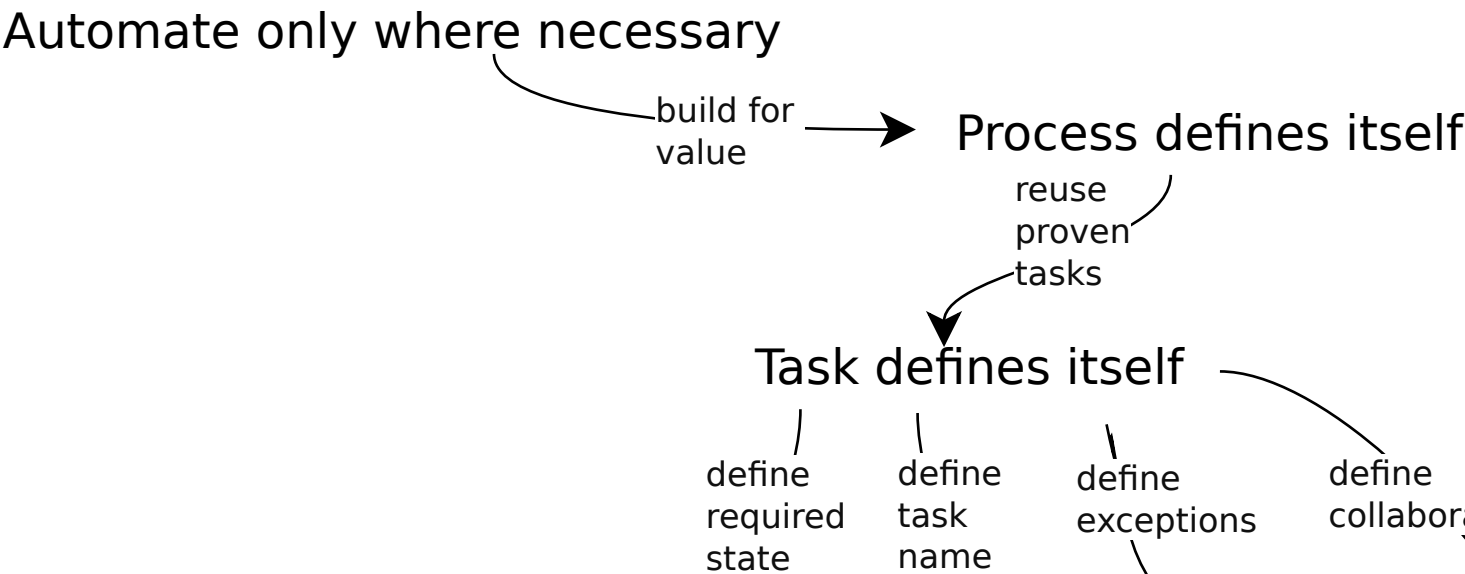 Automate only where necessary
build for
value
Process defines itself
reuse
proven
tasks
Task defines itself
define
required
state
define
task
name
define
exceptions
define